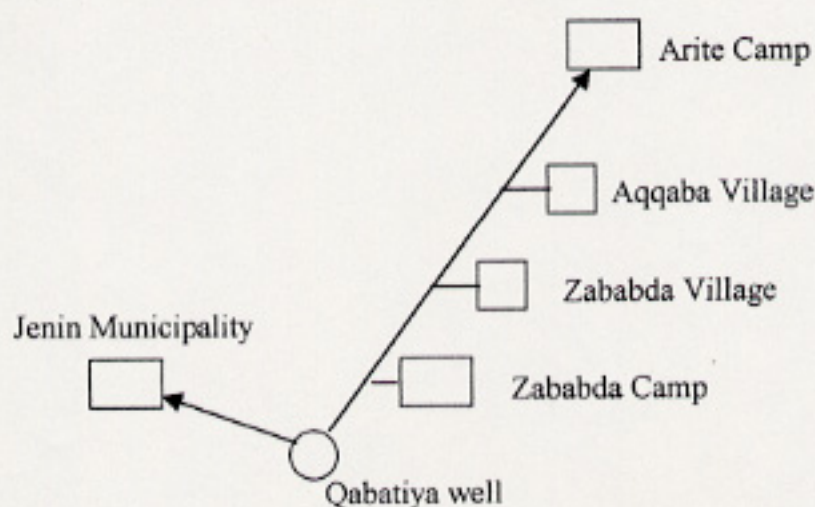 Arite Camp
Aqqaba Village
Zababda Village
Jenin Municipality
Zababda Camp
Qabatiya well